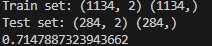 Train set: (1134, 2) (1134,)
Test set: (284, 2) (284,)
0.7147887323943662